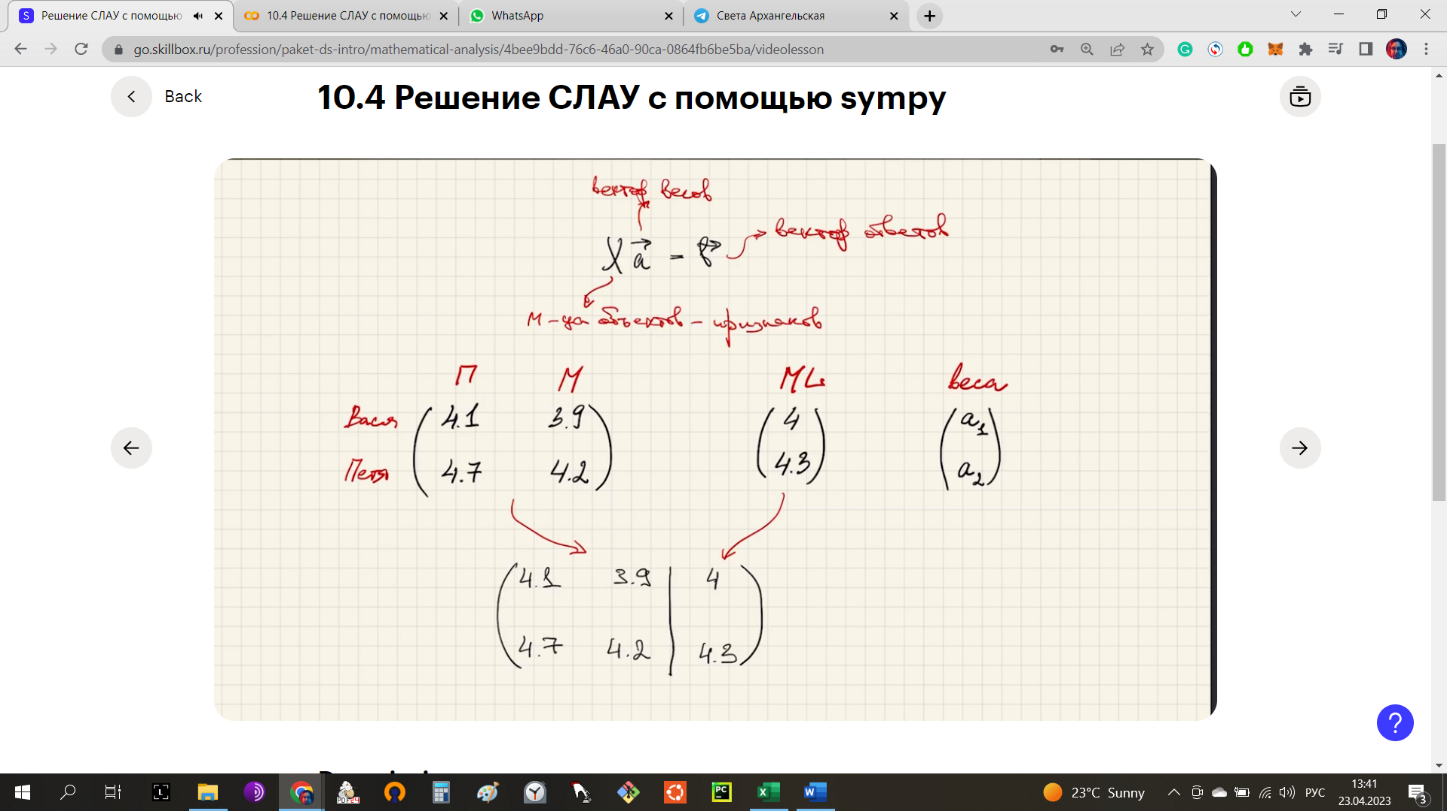 Решение СЛАУ с помощью
10.4 Решение СЛАУ с помощью
WhatsApp
Света Архангельская
go.skillbox.ru/profession/paket-ds-intro/mathematical-analysis/4bee9bdd-76c6-46a0-90ca-0864fb6be5ba/videolesson
Back
10.4 Решение СЛАУ с помощью sympy
вектор весов
X a = b вектор ответов
м-ца объектов-признаков
П М ML веса
Вася 4.1 3.9 4 a1
Петя 4.7 4.2 4.3 a2
4.1 3.9 4
4.7 4.2 4.3
?
23°C Sunny
РУС
13:41
23.04.2023
3